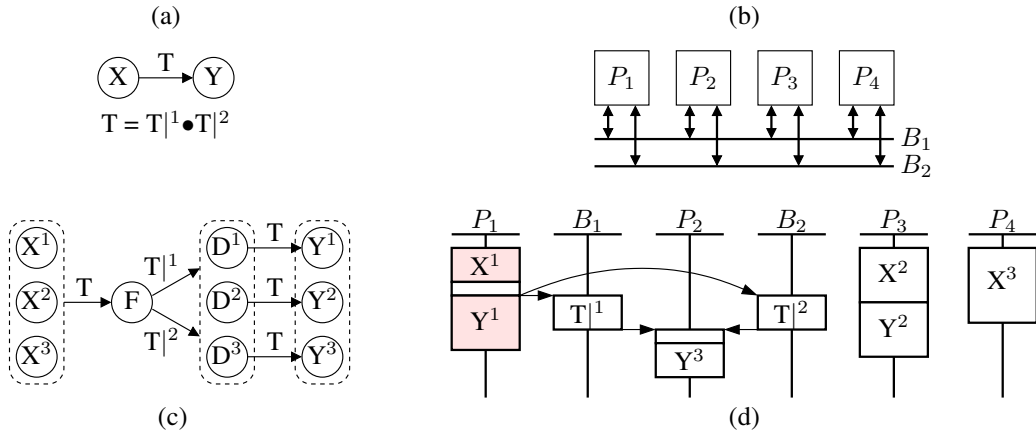 (a)
X T Y
T = T|¹•T|²
(b)
P₁ P₂ P₃ P₄
B₁
B₂
X¹ D¹ T Y¹
T|¹
X² T F D² T Y²
T|²
X³ D³ T Y³
(c)
P₁ B₁ P₂ B₂ P₃ P₄
X¹ X² X³
Y¹ T|¹ T|² Y²
Y³
(d)